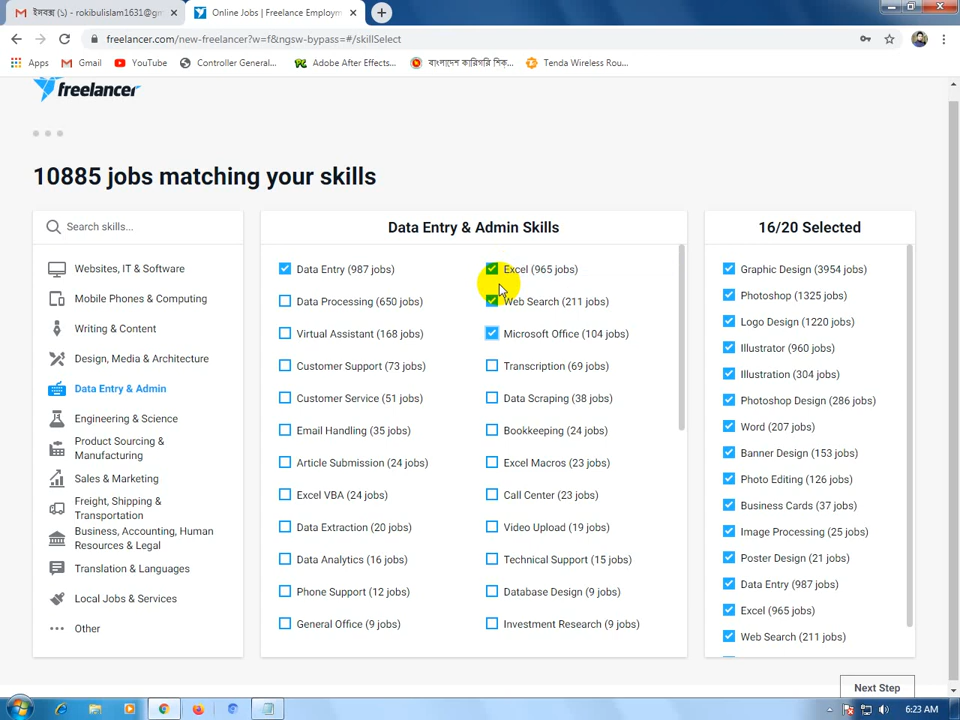 ইনবক্স (১) - rokibulislam1631@gm
Online Jobs | Freelance Employm
freelancer.com/new-freelancer?w=f&ngsw-bypass=#/skillSelect
Apps
Gmail
YouTube
Controller General...
Adobe After Effects...
বাংলাদেশ কারিগরি শিক...
Tenda Wireless Rou...
freelancer
10885 jobs matching your skills
Search skills...
Websites, IT & Software
Mobile Phones & Computing
Writing & Content
Design, Media & Architecture
Data Entry & Admin
Engineering & Science
Product Sourcing &
Manufacturing
Sales & Marketing
Freight, Shipping &
Transportation
Business, Accounting, Human
Resources & Legal
Translation & Languages
Local Jobs & Services
Other
Data Entry & Admin Skills
Data Entry (987 jobs)
Excel (965 jobs)
Data Processing (650 jobs)
Web Search (211 jobs)
Virtual Assistant (168 jobs)
Microsoft Office (104 jobs)
Customer Support (73 jobs)
Transcription (69 jobs)
Customer Service (51 jobs)
Data Scraping (38 jobs)
Email Handling (35 jobs)
Bookkeeping (24 jobs)
Article Submission (24 jobs)
Excel Macros (23 jobs)
Excel VBA (24 jobs)
Call Center (23 jobs)
Data Extraction (20 jobs)
Video Upload (19 jobs)
Data Analytics (16 jobs)
Technical Support (15 jobs)
Phone Support (12 jobs)
Database Design (9 jobs)
General Office (9 jobs)
Investment Research (9 jobs)
16/20 Selected
Graphic Design (3954 jobs)
Photoshop (1325 jobs)
Logo Design (1220 jobs)
Illustrator (960 jobs)
Illustration (304 jobs)
Photoshop Design (286 jobs)
Word (207 jobs)
Banner Design (153 jobs)
Photo Editing (126 jobs)
Business Cards (37 jobs)
Image Processing (25 jobs)
Poster Design (21 jobs)
Data Entry (987 jobs)
Excel (965 jobs)
Web Search (211 jobs)
Next Step
6:23 AM